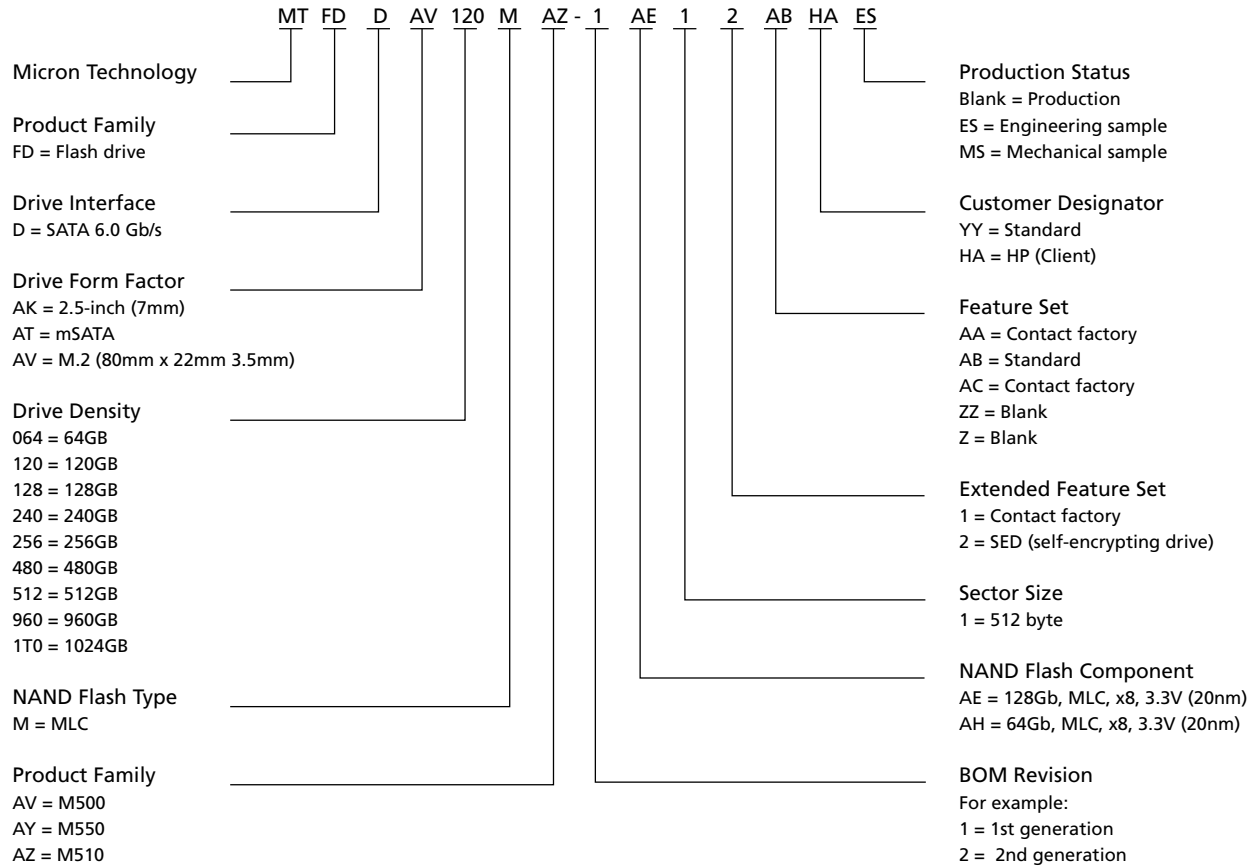 MT FD D AV 120 M AZ - 1 AE 1 2 AB HA ES
Micron Technology
Product Family
FD = Flash drive
Drive Interface
D = SATA 6.0 Gb/s
Drive Form Factor
AK = 2.5-inch (7mm)
AT = mSATA
AV = M.2 (80mm x 22mm 3.5mm)
Drive Density
064 = 64GB
120 = 120GB
128 = 128GB
240 = 240GB
256 = 256GB
480 = 480GB
512 = 512GB
960 = 960GB
1T0 = 1024GB
NAND Flash Type
M = MLC
Product Family
AV = M500
AY = M550
AZ = M510
Production Status
Blank = Production
ES = Engineering sample
MS = Mechanical sample
Customer Designator
YY = Standard
HA = HP (Client)
Feature Set
AA = Contact factory
AB = Standard
AC = Contact factory
ZZ = Blank
Z = Blank
Extended Feature Set
1 = Contact factory
2 = SED (self-encrypting drive)
Sector Size
1 = 512 byte
NAND Flash Component
AE = 128Gb, MLC, x8, 3.3V (20nm)
AH = 64Gb, MLC, x8, 3.3V (20nm)
BOM Revision
For example:
1 = 1st generation
2 = 2nd generation